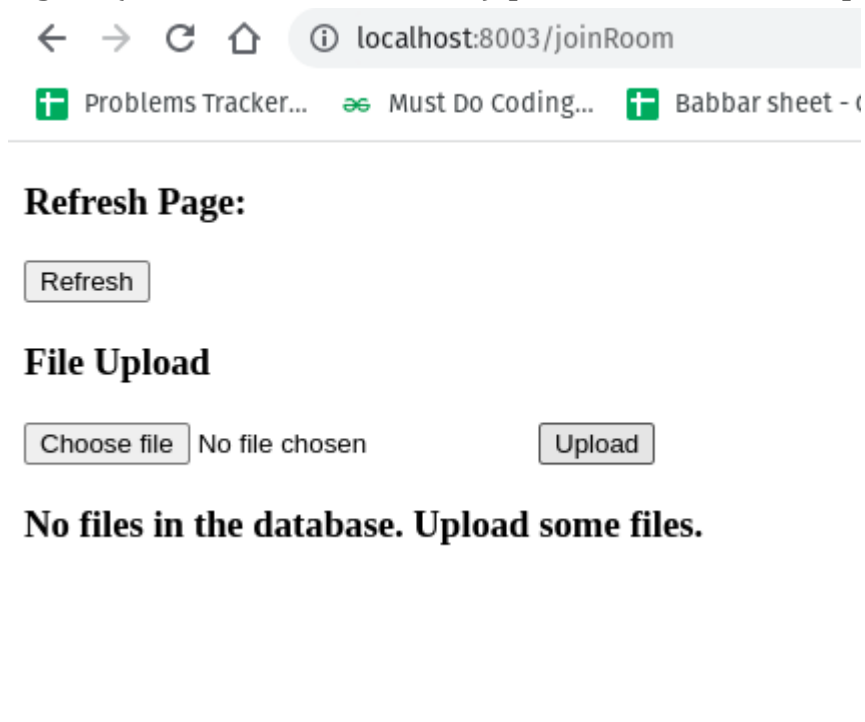 localhost:8003/joinRoom
Problems Tracker... Must Do Coding... Babbar sheet -
Refresh Page:
Refresh
File Upload
Choose file No file chosen Upload
No files in the database. Upload some files.